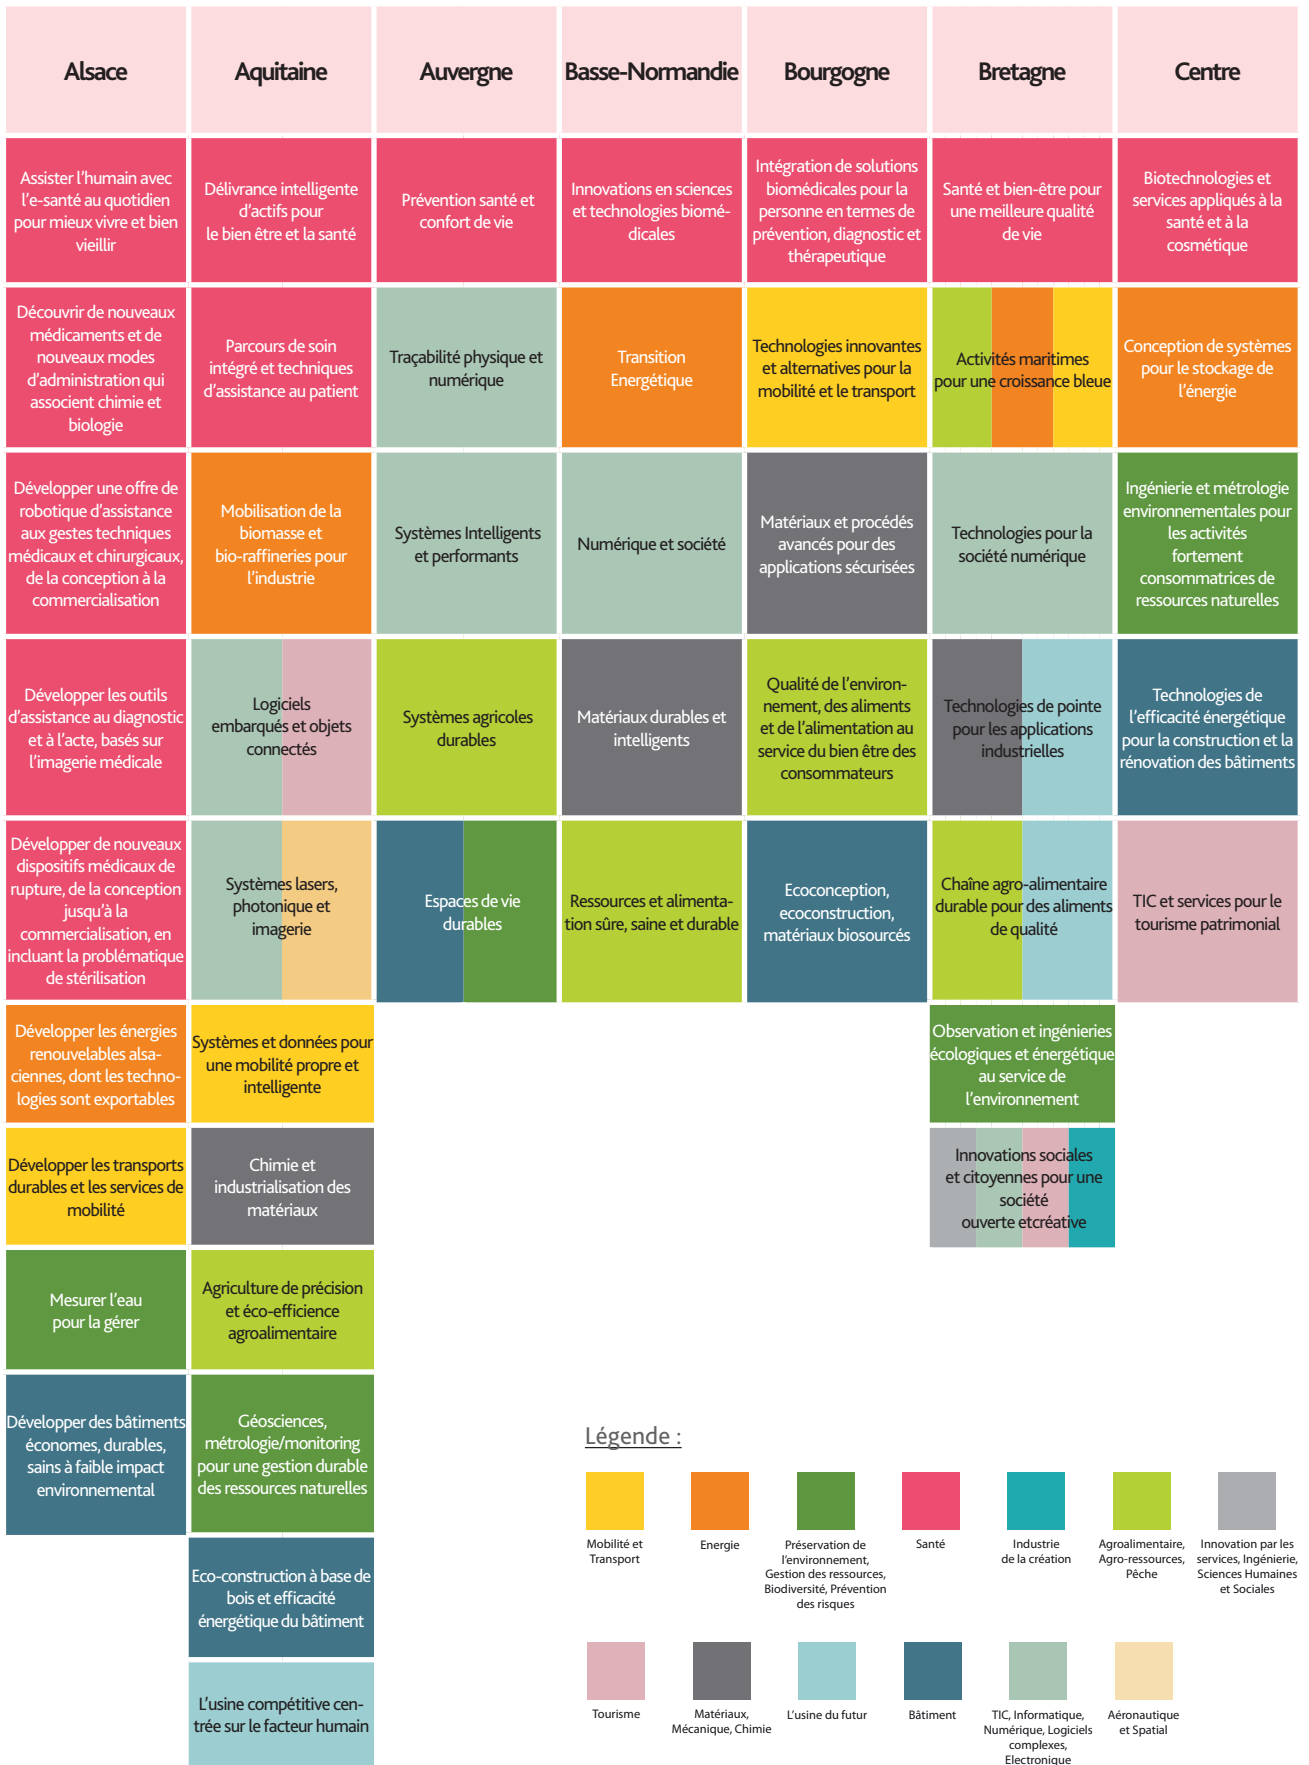 Alsace
Aquitaine
Auvergne
Basse-Normandie
Bourgogne
Bretagne
Centre
Assister l'humain avec
l'e-santé au quotidien
pour mieux vivre et bien
vieillir
Délivrance intelligente
d'actifs pour
le bien être et la santé
Prévention santé et
confort de vie
Innovations en sciences
et technologies biomé-
dicales
Intégration de solutions
biomédicales pour la
personne en termes de
prévention, diagnostic et
thérapeutique
Santé et bien-être pour
une meilleure qualité
de vie
Biotechnologies et
services appliqués à la
santé et à la
cosmétique
Découvrir de nouveaux
médicaments et de
nouveaux modes
d'administration qui
associent chimie et
biologie
Parcours de soin
intégré et techniques
d'assistance au patient
Traçabilité physique et
numérique
Transition
Energétique
Technologies innovantes
et alternatives pour la
mobilité et le transport
Activités maritimes
pour une croissance bleue
Conception de systèmes
pour le stockage de
l'énergie
Développer une offre de
robotique d'assistance
aux gestes techniques
médicaux et chirurgicaux,
de la conception à la
commercialisation
Mobilisation de la
biomasse et
bio-raffineries pour
l'industrie
Systèmes Intelligents
et performants
Numérique et société
Matériaux et procédés
avancés pour des
applications sécurisées
Technologies pour la
société numérique
Ingénierie et métrologie
environnementales pour
les activités
fortement
consommatrices de
ressources naturelles
Développer les outils
d'assistance au diagnostic
et à l'acte, basés sur
l'imagerie médicale
Logiciels
embarqués et objets
connectés
Systèmes agricoles
durables
Matériaux durables et
intelligents
Qualité de l'environ-
nement, des aliments
et de l'alimentation au
service du bien être des
consommateurs
Technologies de pointe
pour les applications
industrielles
Technologies de
l'efficacité énergétique
pour la construction et la
rénovation des bâtiments
Développer de nouveaux
dispositifs médicaux de
rupture, de la conception
jusqu'à la
commercialisation, en
incluant la problématique
de stérilisation
Systèmes lasers,
photonique et
imagerie
Espaces de vie
durables
Ressources et alimenta-
tion sûre, saine et durable
Ecoconception,
ecoconstruction,
matériaux biosourcés
Chaîne agro-alimentaire
durable pour des aliments
de qualité
TIC et services pour le
tourisme patrimonial
Développer les énergies
renouvelables alsa-
ciennes, dont les techno-
logies sont exportables
Systèmes et données pour
une mobilité propre et
intelligente
Observation et ingénieries
écologiques et énergétique
au service de
l'environnement
Développer les transports
durables et les services de
mobilité
Chimie et
industrialisation des
matériaux
Innovations sociales
et citoyennes pour une
société
ouverte etcréative
Mesurer l'eau
pour la gérer
Agriculture de précision
et éco-efficience
agroalimentaire
Développer des bâtiments
économes, durables,
sains à faible impact
environnemental
Géosciences,
métrologie/monitoring
pour une gestion durable
des ressources naturelles
Eco-construction à base de
bois et efficacité
énergétique du bâtiment
L'usine compétitive cen-
trée sur le facteur humain
Légende :
Mobilité et
Transport
Energie
Préservation de
l'environnement,
Gestion des ressources,
Biodiversité, Prévention
des risques
Santé
Industrie
de la création
Agroalimentaire,
Agro-ressources,
Pêche
Innovation par les
services, Ingénierie,
Sciences Humaines
et Sociales
Tourisme
Matériaux,
Mécanique, Chimie
L'usine du futur
Bâtiment
TIC, Informatique,
Numérique, Logiciels
complexes,
Electronique
Aéronautique
et Spatial